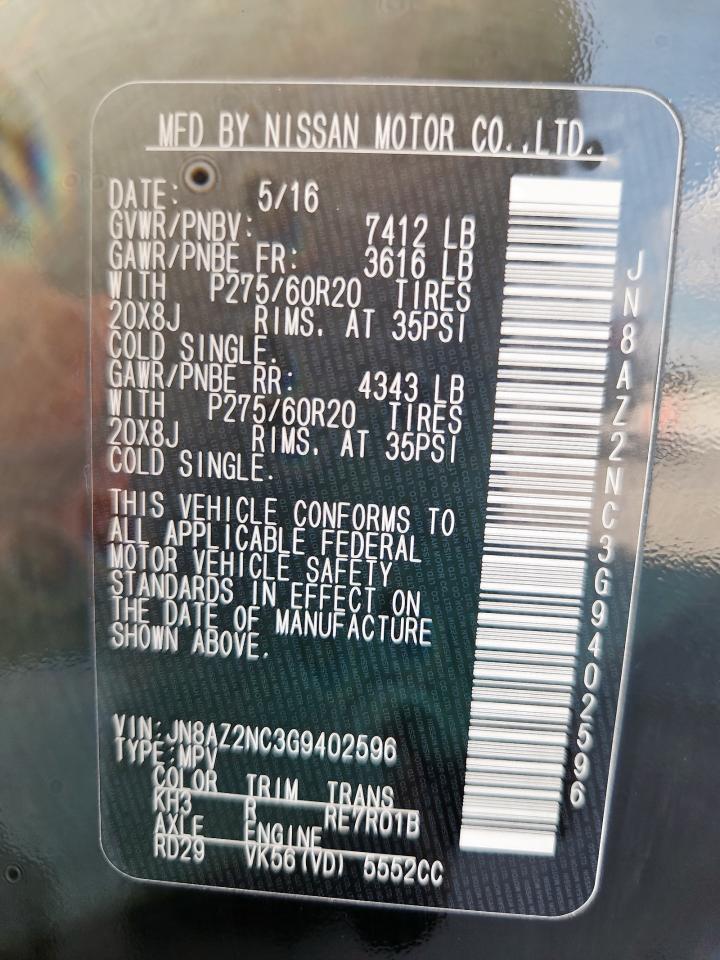 MFD BY NISSAN MOTOR CO.,LTD.
DATE: 5/16
GVWR/PNBV: 7412 LB
GAWR/PNBE FR: 3616 LB
WITH P275/60R20 TIRES
20X8J RIMS. AT 35PSI
COLD SINGLE.
GAWR/PNBE RR: 4343 LB
WITH P275/60R20 TIRES
20X8J RIMS. AT 35PSI
COLD SINGLE.
THIS VEHICLE CONFORMS TO
ALL APPLICABLE FEDERAL
MOTOR VEHICLE SAFETY
STANDARDS IN EFFECT ON
THE DATE OF MANUFACTURE
SHOWN ABOVE.
VIN:JN8AZ2NC3G9402596
TYPE:MPV
COLOR TRIM TRANS
KH3 R RE7R01B
AXLE ENGINE
RD29 VK56(VD) 5552CC
JN8AZ2NC3G9402596